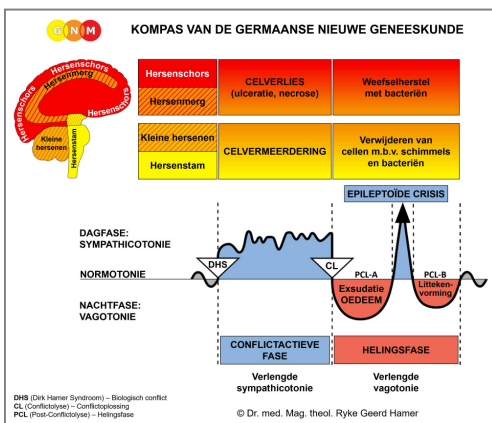 G N M
KOMPAS VAN DE GERMAANSE NIEUWE GENEESKUNDE
Hersenschors
Hersenmerg
Hersenschors
Hersenschors
Kleine
hersenen
Hersenstam
Hersenschors
Hersenmerg
CELVERLIES
(ulceratie, necrose)
Weefselherstel
met bacteriën
Kleine hersenen
Hersenstam
CELVERMEERDERING
Verwijderen van
cellen m.b.v. schimmels
en bacteriën
EPILEPTOÏDE CRISIS
DAGFASE:
SYMPATHICOTONIE
DHS
CL
NORMOTONIE
PCL-A
PCL-B
Exsudatie
OEDEEM
Litteken-
vorming
NACHTFASE:
VAGOTONIE
CONFLICTACTIEVE
FASE
HELINGSFASE
Verlengde
sympathicotonie
Verlengde
vagotonie
DHS (Dirk Hamer Syndroom) – Biologisch conflict
CL (Conflictolyse) – Conflictoplossing
PCL (Post-Conflictolyse) – Helingsfase
© Dr. med. Mag. theol. Ryke Geerd Hamer